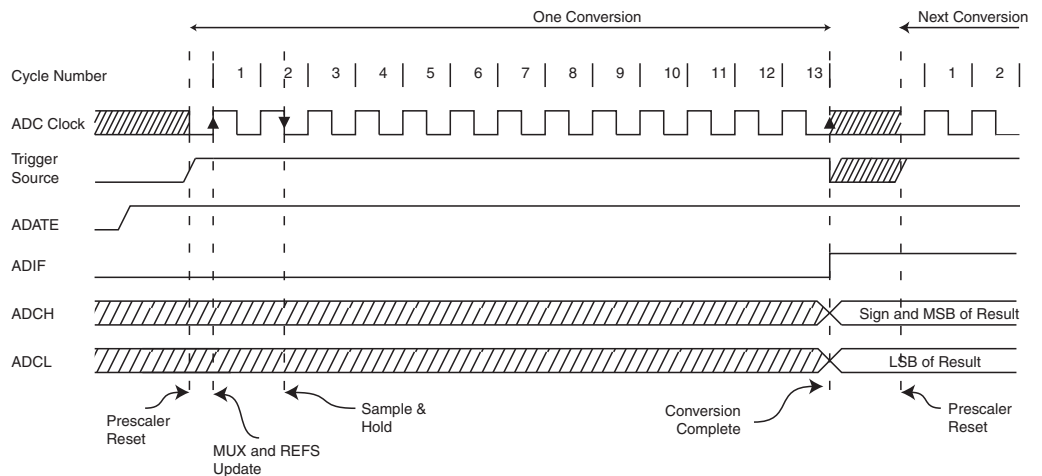 One Conversion
Next Conversion
Cycle Number
1 2 3 4 5 6 7 8 9 10 11 12 13 1 2
ADC Clock
Trigger
Source
ADATE
ADIF
ADCH
Sign and MSB of Result
ADCL
LSB of Result
Prescaler
Reset
MUX and REFS
Update
Sample &
Hold
Conversion
Complete
Prescaler
Reset